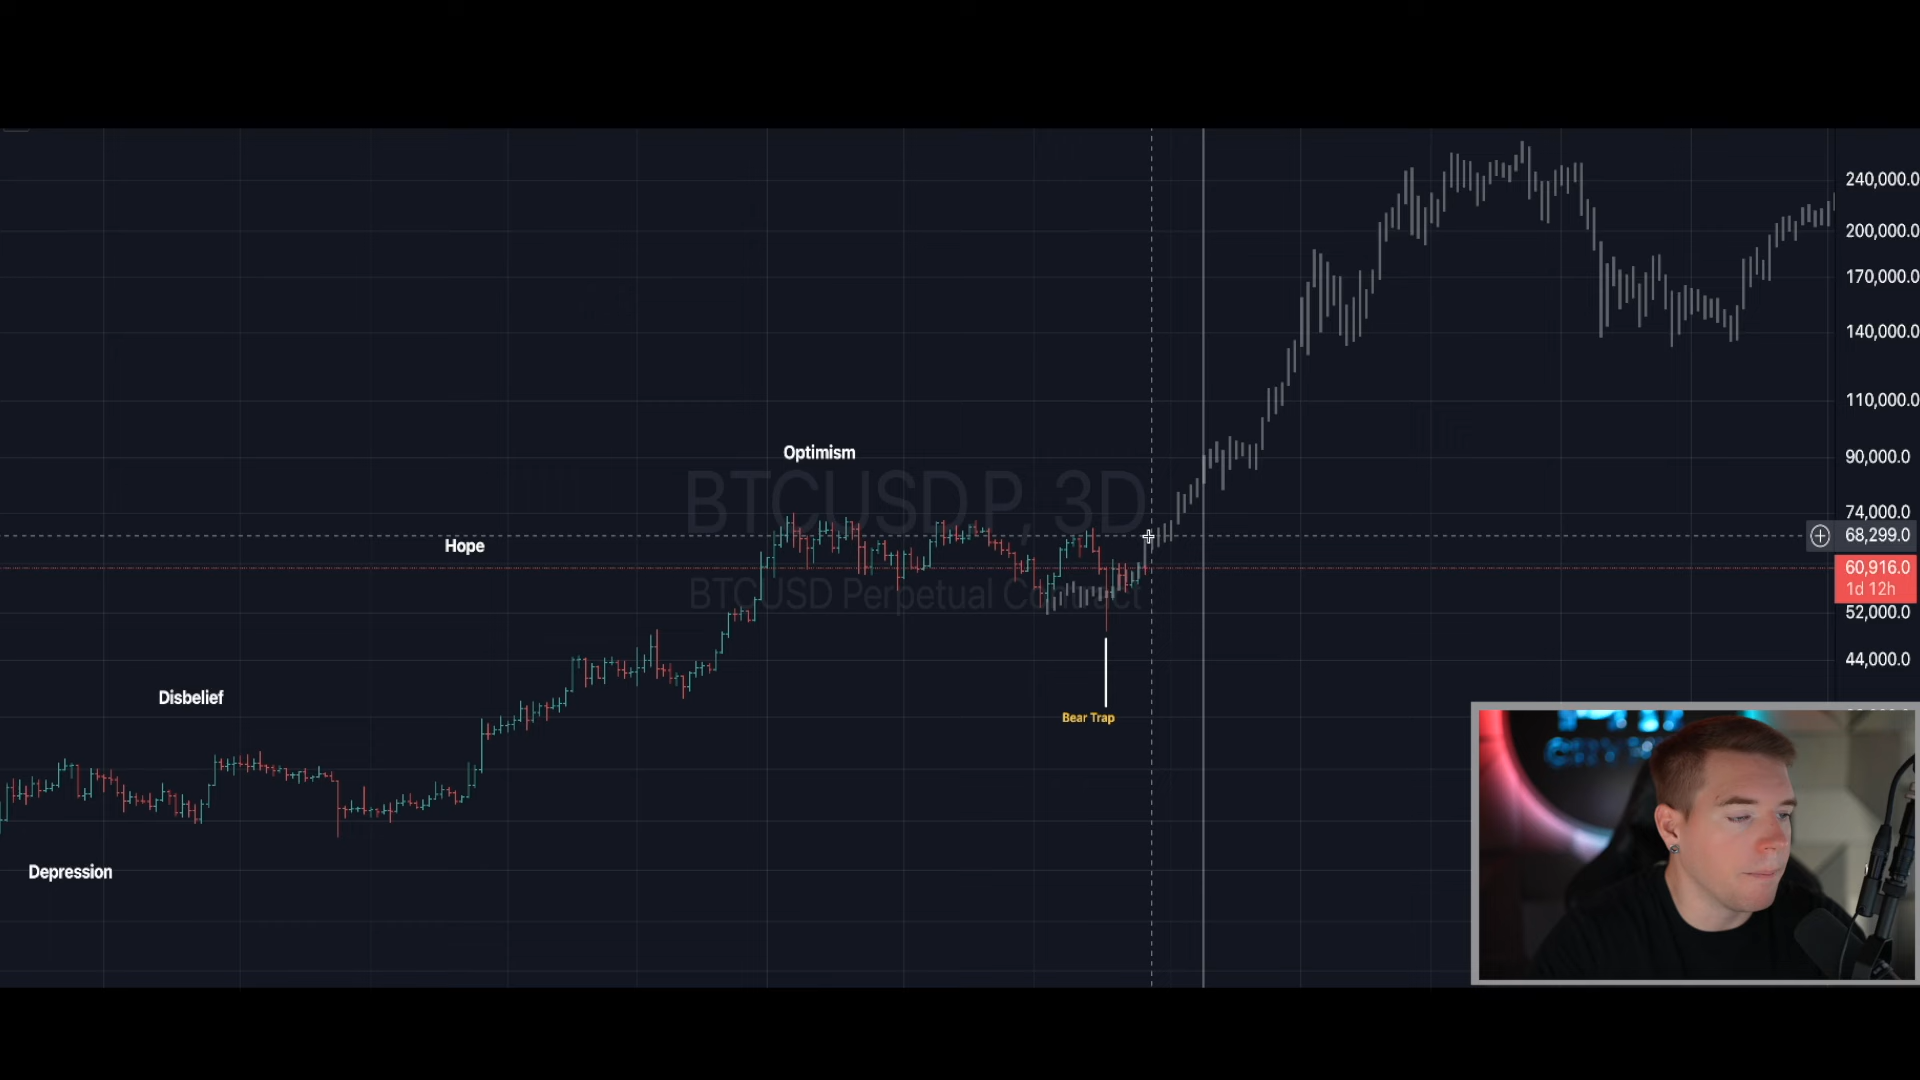 240,000.0
200,000.0
170,000.0
140,000.0
110,000.0
Optimism
90,000.0
BTCUSD.P, 3D
74,000.0
68,299.0
Hope
60,916.0
1d 12h
BTCUSD Perpetual Contract
52,000.0
44,000.0
Disbelief
Bear Trap
Depression